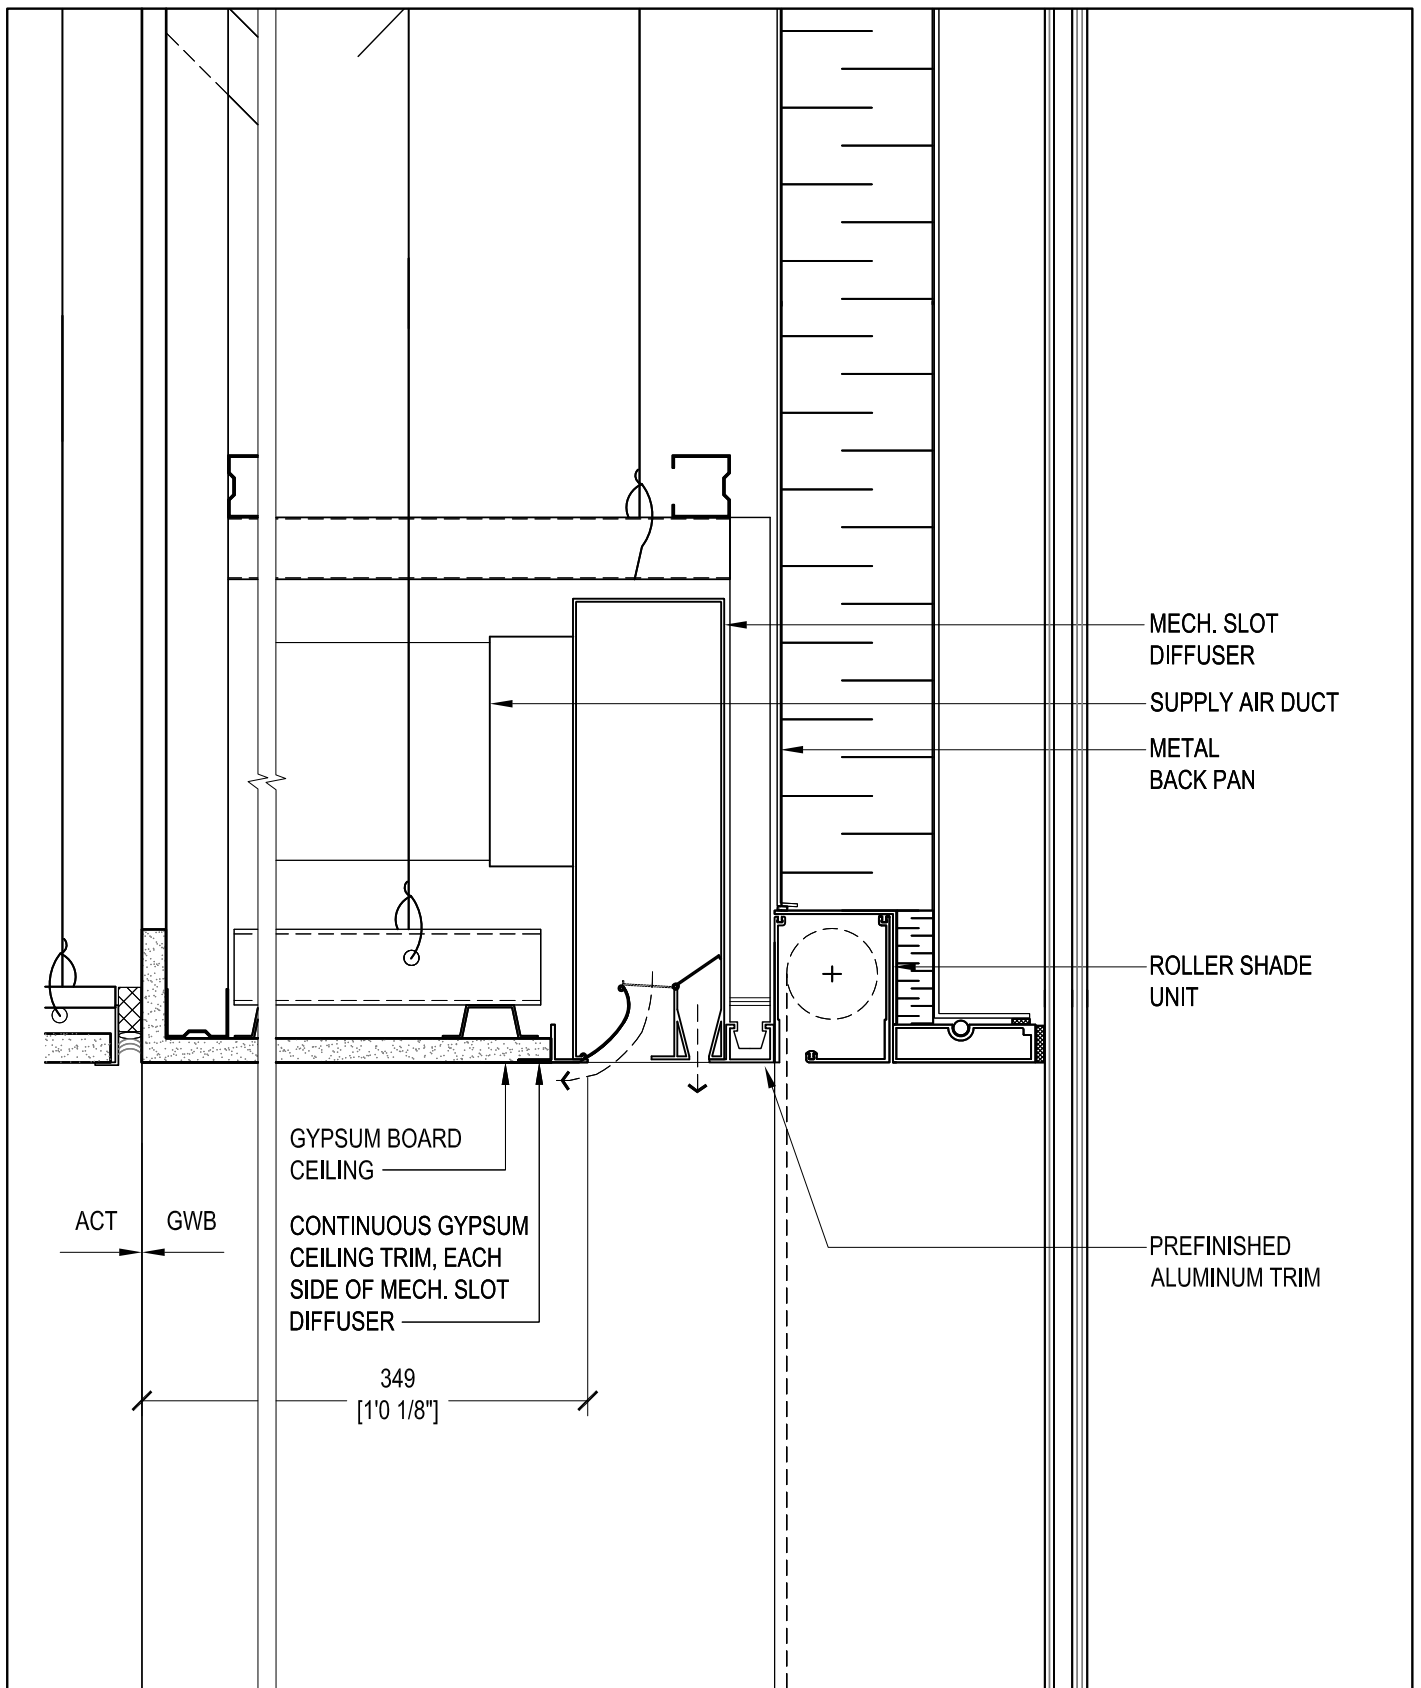 MECH. SLOT
DIFFUSER
SUPPLY AIR DUCT
METAL
BACK PAN
ROLLER SHADE
UNIT
GYPSUM BOARD
CEILING
ACT
GWB
CONTINUOUS GYPSUM
CEILING TRIM, EACH
SIDE OF MECH. SLOT
DIFFUSER
PREFINISHED
ALUMINUM TRIM
349
[1'0 1/8"]